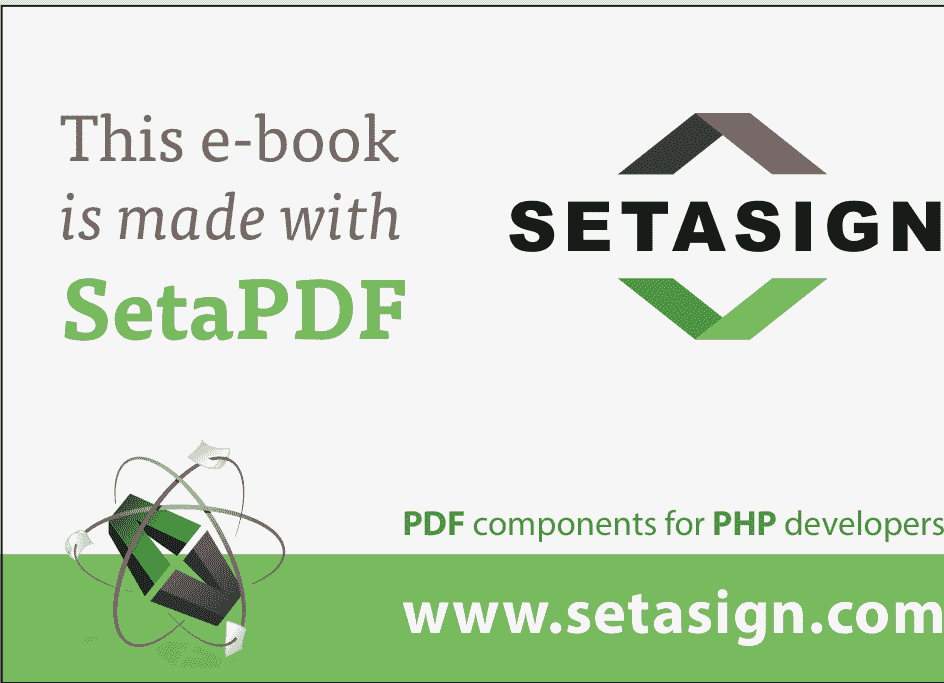 This e-book
is made with
SetaPDF
SETASIGN
PDF components for PHP developers
www.setasign.com